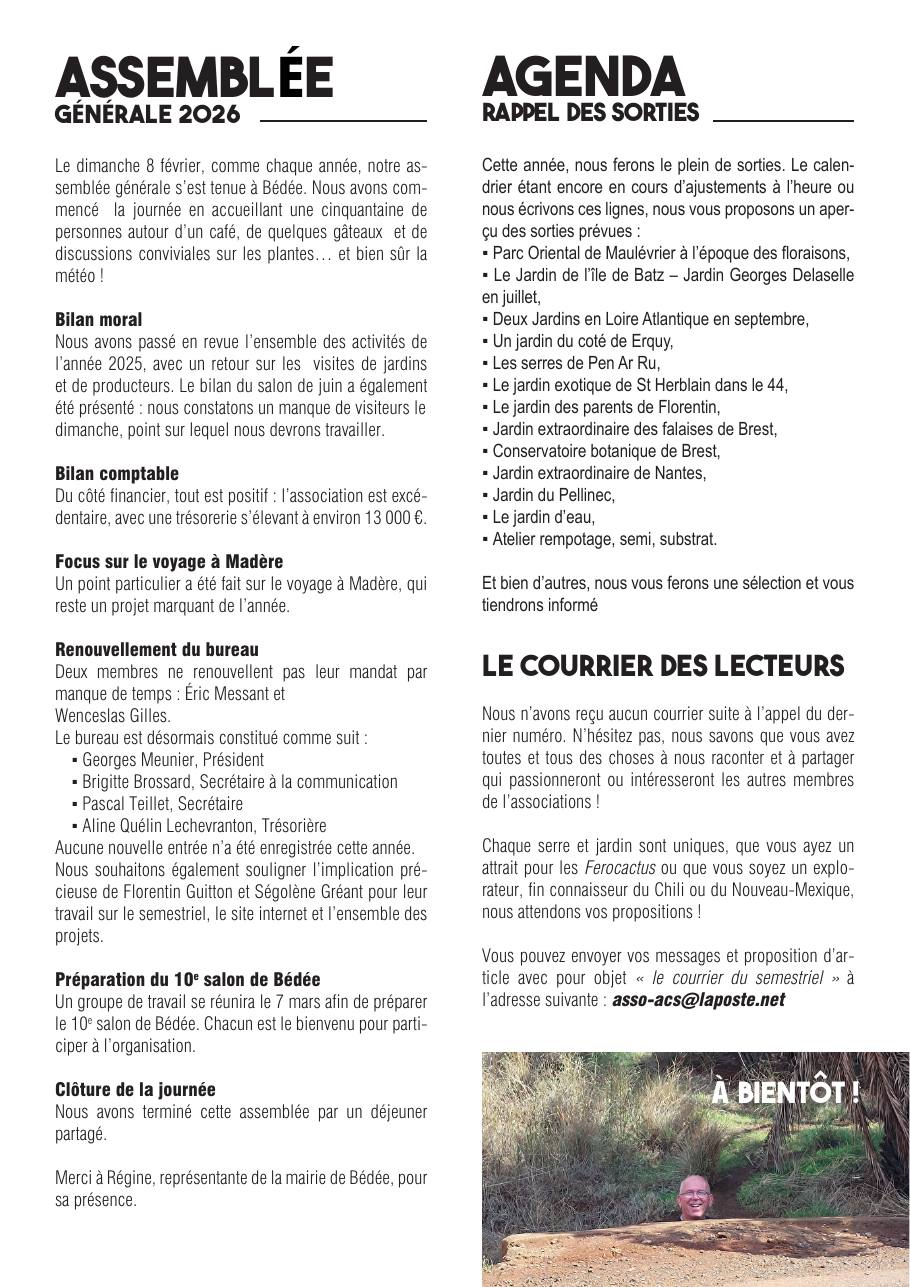 ASSEMBLÉE
GÉNÉRALE 2026
Le dimanche 8 février, comme chaque année, notre as-
semblée générale s’est tenue à Bédée. Nous avons com-
mencé  la journée en accueillant une cinquantaine de
personnes autour d’un café, de quelques gâteaux  et de
discussions conviviales sur les plantes… et bien sûr la
météo !
Bilan moral
Nous avons passé en revue l’ensemble des activités de
l’année 2025, avec un retour sur les  visites de jardins
et de producteurs. Le bilan du salon de juin a également
été présenté : nous constatons un manque de visiteurs le
dimanche, point sur lequel nous devrons travailler.
Bilan comptable
Du côté financier, tout est positif : l’association est excé-
dentaire, avec une trésorerie s’élevant à environ 13 000 €.
Focus sur le voyage à Madère
Un point particulier a été fait sur le voyage à Madère, qui
reste un projet marquant de l’année.
Renouvellement du bureau
Deux membres ne renouvellent pas leur mandat par
manque de temps : Éric Messant et
Wenceslas Gilles.
Le bureau est désormais constitué comme suit :
▪ Georges Meunier, Président
▪ Brigitte Brossard, Secrétaire à la communication
▪ Pascal Teillet, Secrétaire
▪ Aline Quélin Lechevranton, Trésorière
Aucune nouvelle entrée n’a été enregistrée cette année.
Nous souhaitons également souligner l’implication pré-
cieuse de Florentin Guitton et Ségolène Gréant pour leur
travail sur le semestriel, le site internet et l’ensemble des
projets.
Préparation du 10e salon de Bédée
Un groupe de travail se réunira le 7 mars afin de préparer
le 10e salon de Bédée. Chacun est le bienvenu pour parti-
ciper à l’organisation.
Clôture de la journée
Nous avons terminé cette assemblée par un déjeuner
partagé.
Merci à Régine, représentante de la mairie de Bédée, pour
sa présence.
AGENDA
RAPPEL DES SORTIES
Cette année, nous ferons le plein de sorties. Le calen-
drier étant encore en cours d’ajustements à l’heure ou
nous écrivons ces lignes, nous vous proposons un aper-
çu des sorties prévues :
▪ Parc Oriental de Maulévrier à l’époque des floraisons,
▪ Le Jardin de l’île de Batz – Jardin Georges Delaselle
en juillet,
▪ Deux Jardins en Loire Atlantique en septembre,
▪ Un jardin du coté de Erquy,
▪ Les serres de Pen Ar Ru,
▪ Le jardin exotique de St Herblain dans le 44,
▪ Le jardin des parents de Florentin,
▪ Jardin extraordinaire des falaises de Brest,
▪ Conservatoire botanique de Brest,
▪ Jardin extraordinaire de Nantes,
▪ Jardin du Pellinec,
▪ Le jardin d’eau,
▪ Atelier rempotage, semi, substrat.
Et bien d’autres, nous vous ferons une sélection et vous
tiendrons informé
LE COURRIER DES LECTEURS
Nous n’avons reçu aucun courrier suite à l’appel du der-
nier numéro. N’hésitez pas, nous savons que vous avez
toutes et tous des choses à nous raconter et à partager
qui passionneront ou intéresseront les autres membres
de l’associations !
Chaque serre et jardin sont uniques, que vous ayez un
attrait pour les Ferocactus ou que vous soyez un explo-
rateur, fin connaisseur du Chili ou du Nouveau-Mexique,
nous attendons vos propositions !
Vous pouvez envoyer vos messages et proposition d’ar-
ticle avec pour objet « le courrier du semestriel » à
l’adresse suivante : asso-acs@laposte.net
À BIENTÔT !